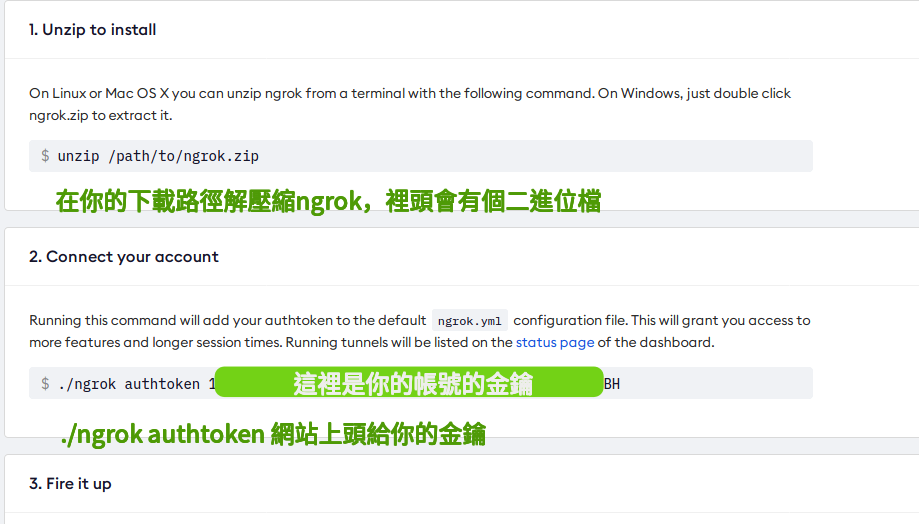 1. Unzip to install
On Linux or Mac OS X you can unzip ngrok from a terminal with the following command. On Windows, just double click
ngrok.zip to extract it.
$ unzip /path/to/ngrok.zip
在你的下載路徑解壓縮ngrok，裡頭會有個二進位檔
2. Connect your account
Running this command will add your authtoken to the default ngrok.yml configuration file. This will grant you access to
more features and longer session times. Running tunnels will be listed on the status page of the dashboard.
$ ./ngrok authtoken 1 這裡是你的帳號的金鑰 BH
./ngrok authtoken 網站上頭給你的金鑰
3. Fire it up